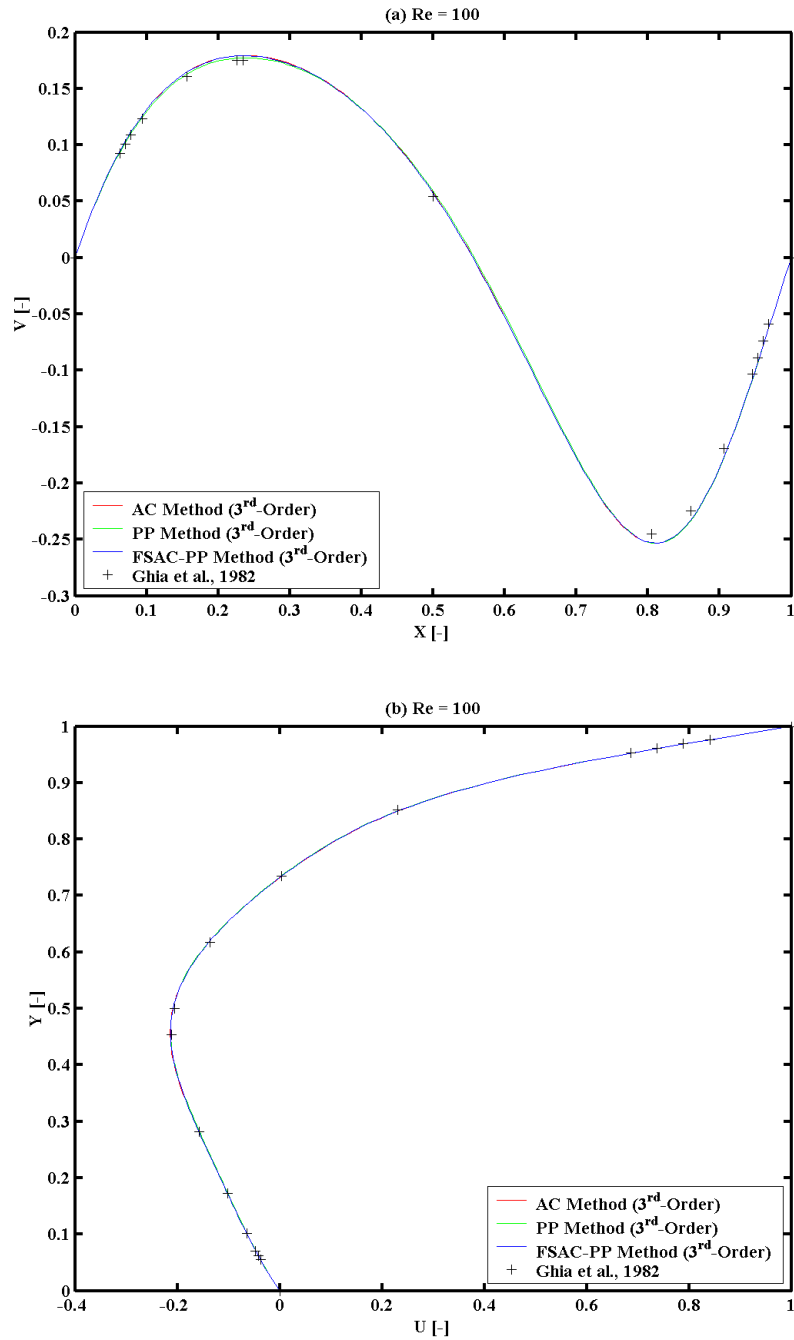 (a) Re = 100
0.2
0.15
0.1
0.05
0
-0.05
-0.1
-0.15
-0.2
-0.25
-0.3
V [-]
AC Method (3rd-Order)
PP Method (3rd-Order)
FSAC-PP Method (3rd-Order)
Ghia et al., 1982
0 0.1 0.2 0.3 0.4 0.5 0.6 0.7 0.8 0.9 1
X [-]
(b) Re = 100
1
0.9
0.8
0.7
0.6
0.5
0.4
0.3
0.2
0.1
0
Y [-]
AC Method (3rd-Order)
PP Method (3rd-Order)
FSAC-PP Method (3rd-Order)
Ghia et al., 1982
-0.4 -0.2 0 0.2 0.4 0.6 0.8 1
U [-]